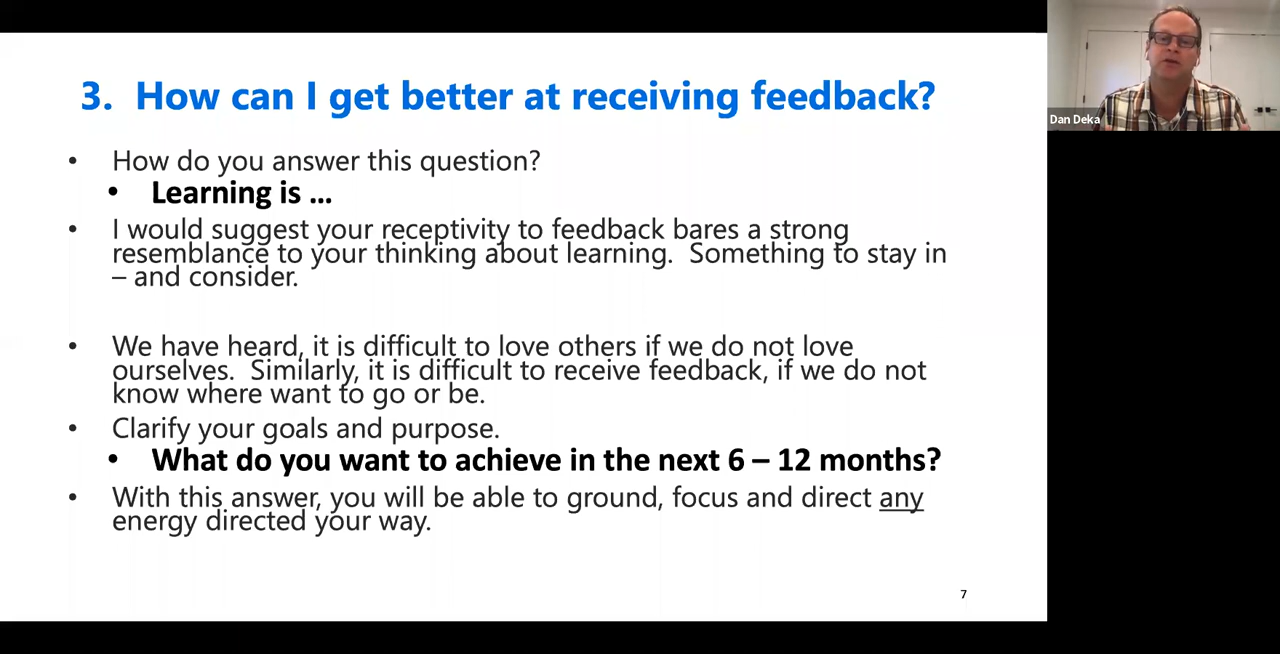 3. How can I get better at receiving feedback?
• How do you answer this question?
• Learning is ...
• I would suggest your receptivity to feedback bares a strong
resemblance to your thinking about learning. Something to stay in
– and consider.
• We have heard, it is difficult to love others if we do not love
ourselves. Similarly, it is difficult to receive feedback, if we do not
know where want to go or be.
• Clarify your goals and purpose.
• What do you want to achieve in the next 6 – 12 months?
• With this answer, you will be able to ground, focus and direct any
energy directed your way.
7
Dan Deka